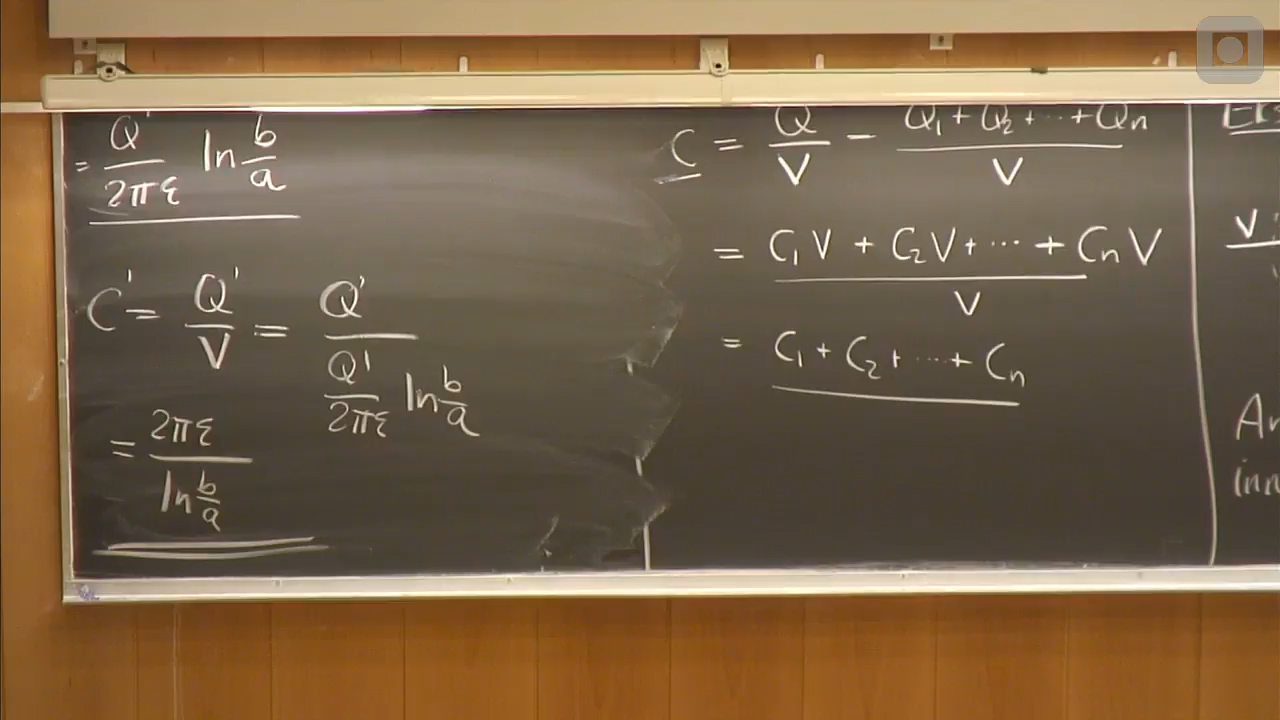 = Q' / 2πε ln b/a
C' = Q'/V = Q' / (Q'/2πε ln b/a)
= 2πε / ln b/a
C = Q/V – Q₁ + Q₂ + ⋯ + Qn / V
= C₁V + C₂V + ⋯ + CnV / V
= C₁ + C₂ + ⋯ + Cn
V